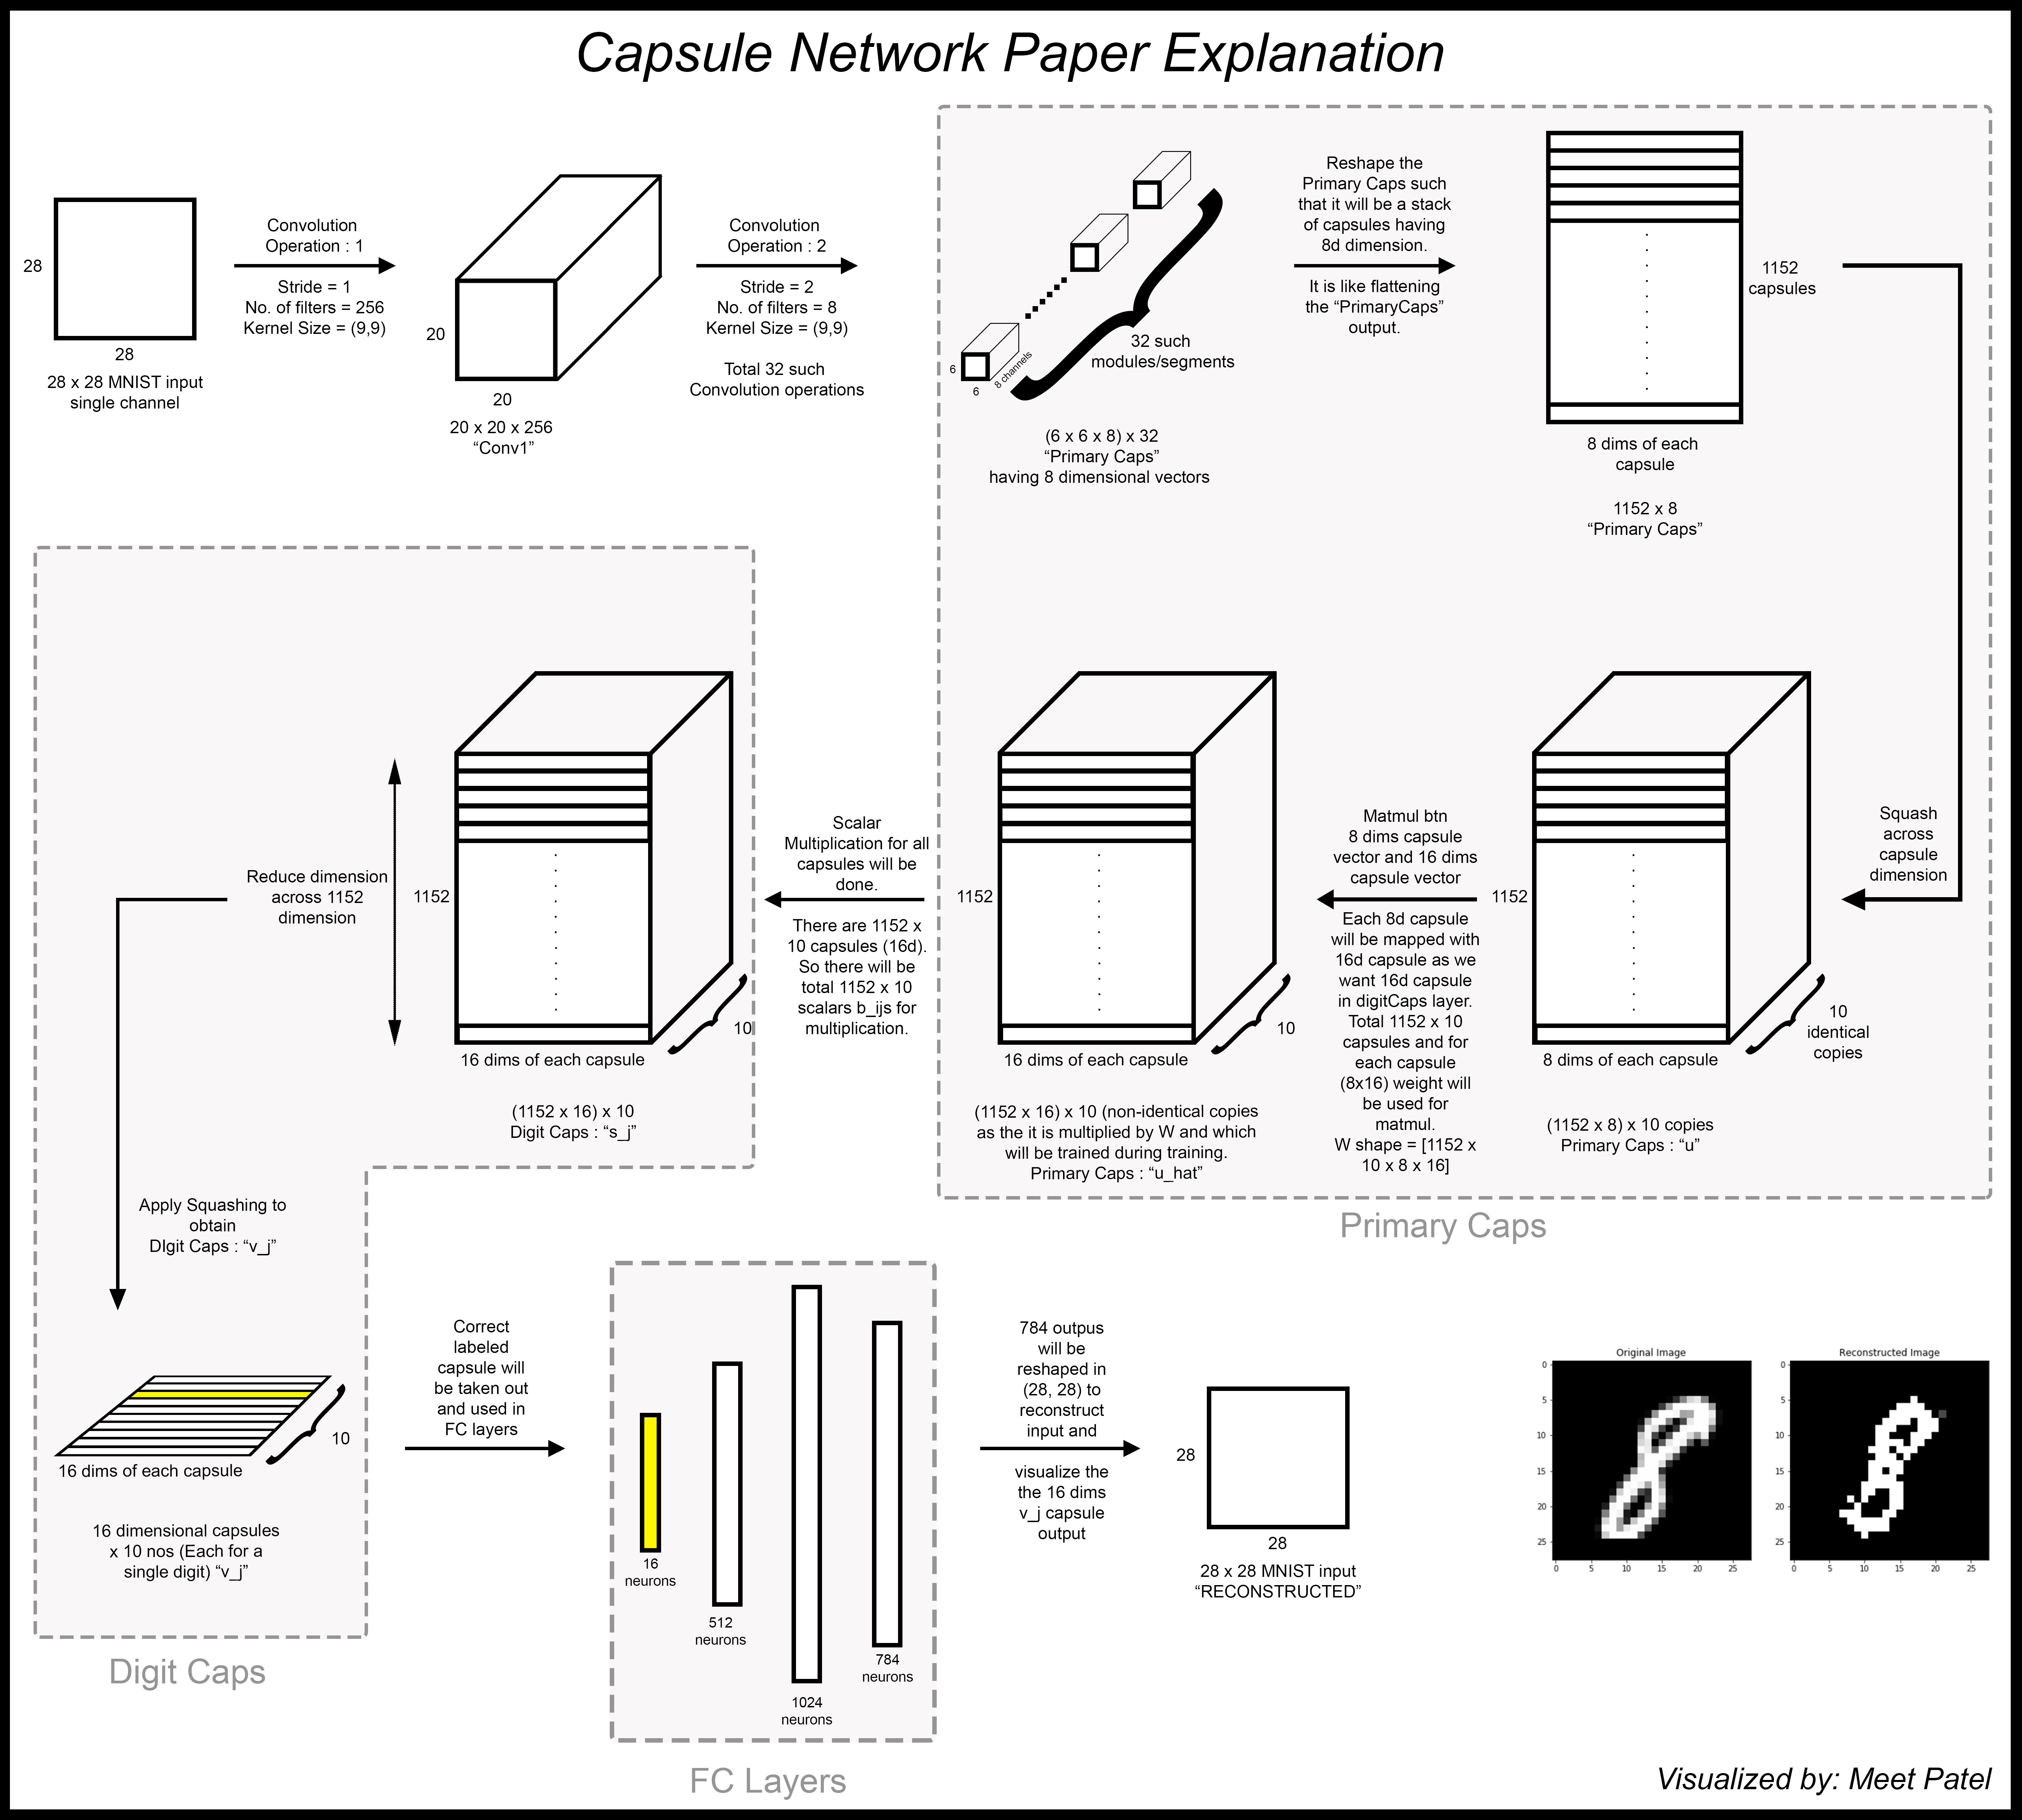 Capsule Network Paper Explanation
28
28
28 x 28 MNIST input
single channel
Convolution
Operation : 1
Stride = 1
No. of filters = 256
Kernel Size = (9,9)
20
20
20 x 20 x 256
“Conv1”
Convolution
Operation : 2
Stride = 2
No. of filters = 8
Kernel Size = (9,9)
Total 32 such
Convolution operations
6
6
8 channels
32 such
modules/segments
(6 x 6 x 8) x 32
“Primary Caps”
having 8 dimensional vectors
Reshape the
Primary Caps such
that it will be a stack
of capsules having
8d dimension.
It is like flattening
the “PrimaryCaps”
output.
1152
capsules
8 dims of each
capsule
1152 x 8
“Primary Caps”
Squash
across
capsule
dimension
1152
10
identical
copies
8 dims of each capsule
(1152 x 8) x 10 copies
Primary Caps : “u”
Matmul btn
8 dims capsule
vector and 16 dims
capsule vector
Each 8d capsule
will be mapped with
16d capsule as we
want 16d capsule
in digitCaps layer.
Total 1152 x 10
capsules and for
each capsule
(8x16) weight will
be used for
matmul.
W shape = [1152 x
10 x 8 x 16]
1152
10
16 dims of each capsule
(1152 x 16) x 10 (non-identical copies
as the it is multiplied by W and which
will be trained during training.
Primary Caps : “u_hat”
Primary Caps
Scalar
Multiplication for all
capsules will be
done.
There are 1152 x
10 capsules (16d).
So there will be
total 1152 x 10
scalars b_ijs for
multiplication.
1152
10
16 dims of each capsule
(1152 x 16) x 10
Digit Caps : “s_j”
Reduce dimension
across 1152
dimension
Apply Squashing to
obtain
DIgit Caps : “v_j”
10
16 dims of each capsule
16 dimensional capsules
x 10 nos (Each for a
single digit) “v_j”
Digit Caps
Correct
labeled
capsule will
be taken out
and used in
FC layers
16
neurons
512
neurons
1024
neurons
784
neurons
FC Layers
784 outpus
will be
reshaped in
(28, 28) to
reconstruct
input and
visualize the
the 16 dims
v_j capsule
output
28
28
28 x 28 MNIST input
“RECONSTRUCTED”
Original Image
0
5
10
15
20
25
0 5 10 15 20 25
Reconstructed Image
0
5
10
15
20
25
0 5 10 15 20 25
Visualized by: Meet Patel